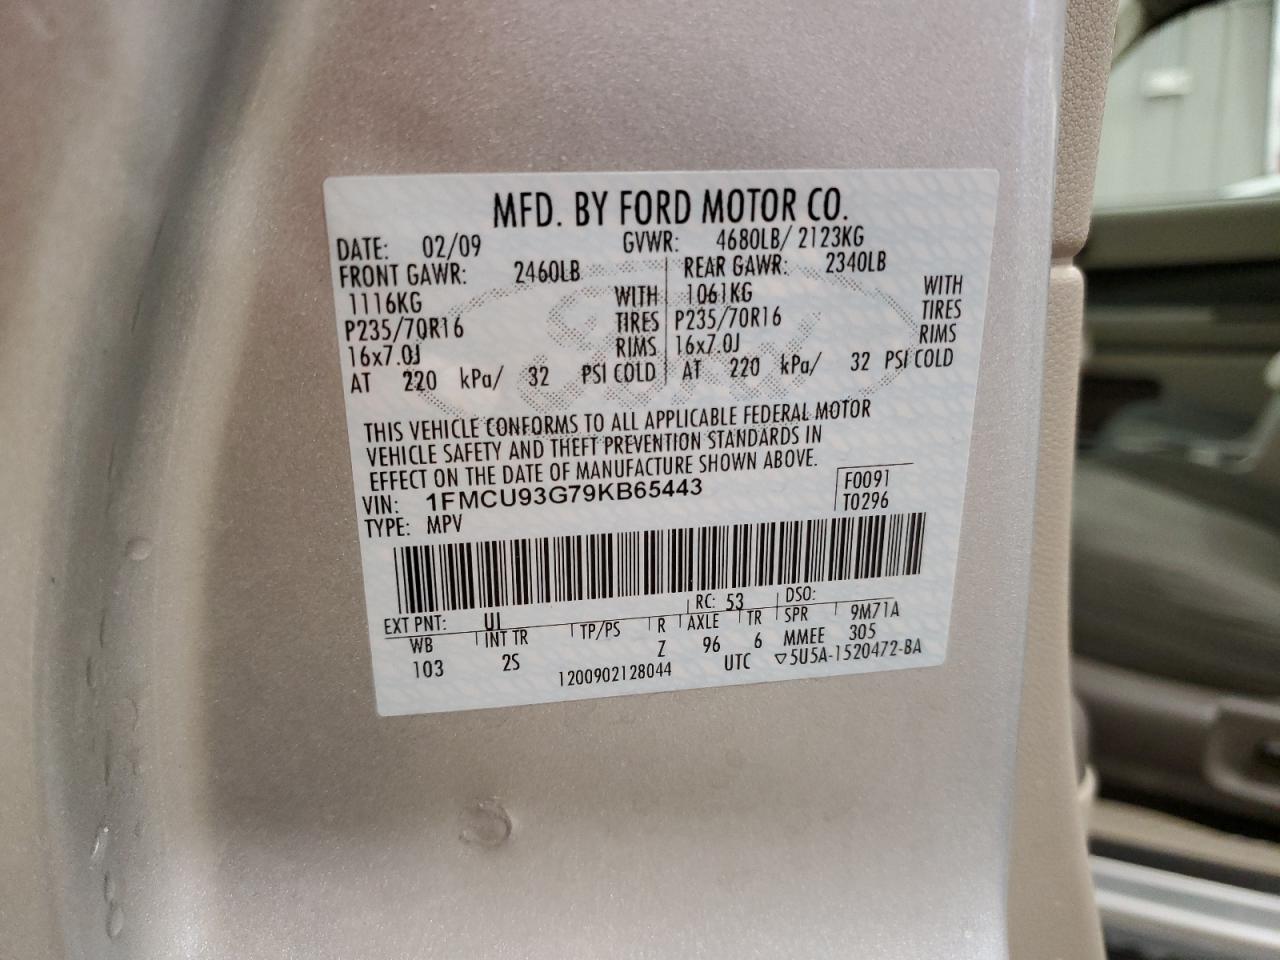 MFD. BY FORD MOTOR CO.
DATE: 02/09 GVWR: 4680LB/ 2123KG
FRONT GAWR: 2460LB REAR GAWR: 2340LB
1116KG WITH 1061KG WITH
P235/70R16 TIRES P235/70R16 TIRES
16x7.0J RIMS 16x7.0J RIMS
AT 220 kPa/ 32 PSI COLD AT 220 kPa/ 32 PSI COLD
THIS VEHICLE CONFORMS TO ALL APPLICABLE FEDERAL MOTOR
VEHICLE SAFETY AND THEFT PREVENTION STANDARDS IN
EFFECT ON THE DATE OF MANUFACTURE SHOWN ABOVE.
VIN: 1FMCU93G79KB65443 F0091
TYPE: MPV T0296
EXT PNT: UJ RC: 53 DSO:
WB INT TR TP/PS R AXLE TR SPR 9M71A
103 2S Z 96 6 MMEE 305
1200902128044 UTC ▽5U5A-1520472-BA